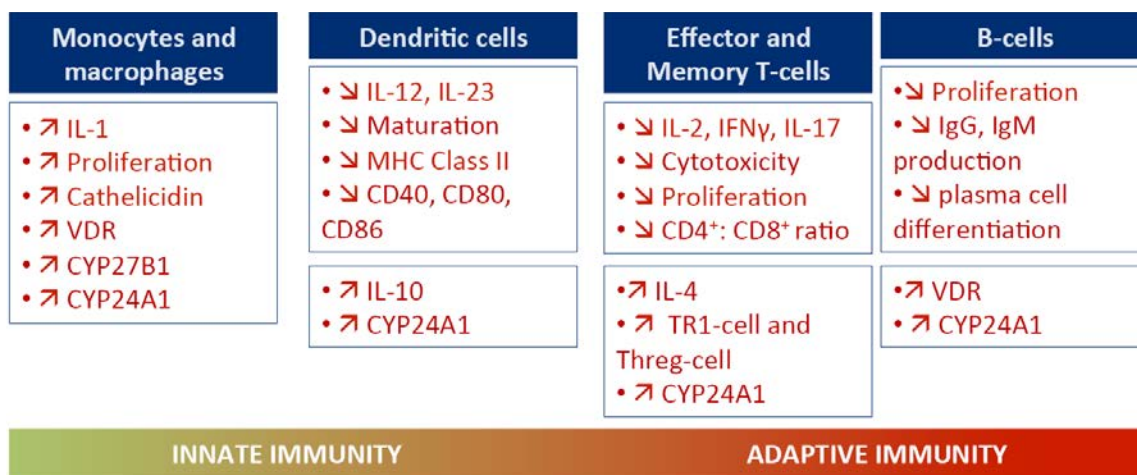 Monocytes and
macrophages
• ↗ IL-1
• ↗ Proliferation
• ↗ Cathelicidin
• ↗ VDR
• ↗ CYP27B1
• ↗ CYP24A1
Dendritic cells
• ↘ IL-12, IL-23
• ↘ Maturation
• ↘ MHC Class II
• ↘ CD40, CD80,
CD86
• ↗ IL-10
• ↗ CYP24A1
Effector and
Memory T-cells
• ↘ IL-2, IFNγ, IL-17
• ↘ Cytotoxicity
• ↘ Proliferation
• ↘ CD4⁺: CD8⁺ ratio
•↗ IL-4
• ↗ TR1-cell and
Threg-cell
• ↗ CYP24A1
B-cells
•↘ Proliferation
• ↘ IgG, IgM
production
• ↘ plasma cell
differentiation
•↗ VDR
• ↗ CYP24A1
INNATE IMMUNITY
ADAPTIVE IMMUNITY